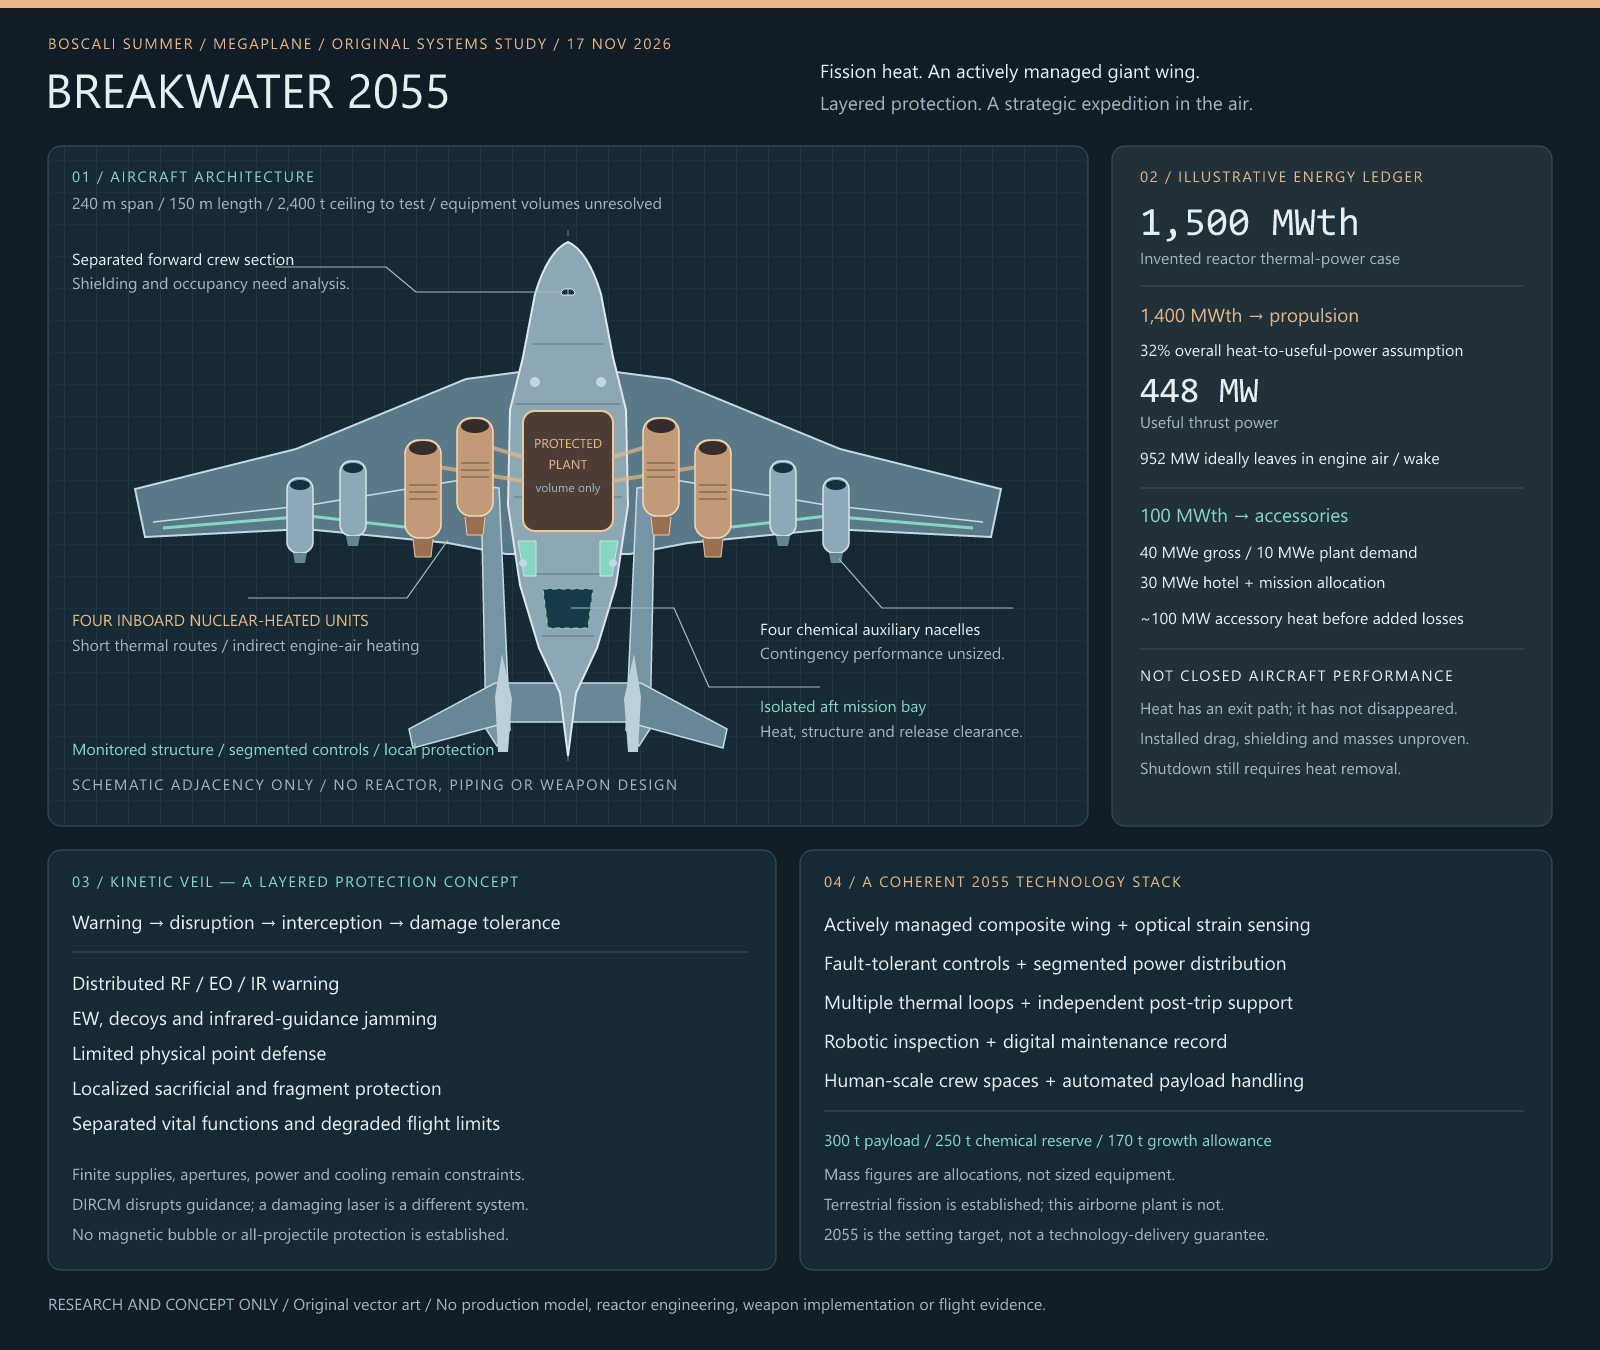 BOSCALI SUMMER / MEGAPLANE / ORIGINAL SYSTEMS STUDY / 17 NOV 2026
BREAKWATER 2055
Fission heat. An actively managed giant wing.
Layered protection. A strategic expedition in the air.
01 / AIRCRAFT ARCHITECTURE
240 m span / 150 m length / 2,400 t ceiling to test / equipment volumes unresolved
Separated forward crew section
Shielding and occupancy need analysis.
PROTECTED
PLANT
volume only
FOUR INBOARD NUCLEAR-HEATED UNITS
Short thermal routes / indirect engine-air heating
Four chemical auxiliary nacelles
Contingency performance unsized.
Isolated aft mission bay
Heat, structure and release clearance.
Monitored structure / segmented controls / local protection
SCHEMATIC ADJACENCY ONLY / NO REACTOR, PIPING OR WEAPON DESIGN
02 / ILLUSTRATIVE ENERGY LEDGER
1,500 MWth
Invented reactor thermal-power case
1,400 MWth → propulsion
32% overall heat-to-useful-power assumption
448 MW
Useful thrust power
952 MW ideally leaves in engine air / wake
100 MWth → accessories
40 MWe gross / 10 MWe plant demand
30 MWe hotel + mission allocation
~100 MW accessory heat before added losses
NOT CLOSED AIRCRAFT PERFORMANCE
Heat has an exit path; it has not disappeared.
Installed drag, shielding and masses unproven.
Shutdown still requires heat removal.
03 / KINETIC VEIL — A LAYERED PROTECTION CONCEPT
Warning → disruption → interception → damage tolerance
Distributed RF / EO / IR warning
EW, decoys and infrared-guidance jamming
Limited physical point defense
Localized sacrificial and fragment protection
Separated vital functions and degraded flight limits
Finite supplies, apertures, power and cooling remain constraints.
DIRCM disrupts guidance; a damaging laser is a different system.
No magnetic bubble or all-projectile protection is established.
04 / A COHERENT 2055 TECHNOLOGY STACK
Actively managed composite wing + optical strain sensing
Fault-tolerant controls + segmented power distribution
Multiple thermal loops + independent post-trip support
Robotic inspection + digital maintenance record
Human-scale crew spaces + automated payload handling
300 t payload / 250 t chemical reserve / 170 t growth allowance
Mass figures are allocations, not sized equipment.
Terrestrial fission is established; this airborne plant is not.
2055 is the setting target, not a technology-delivery guarantee.
RESEARCH AND CONCEPT ONLY / Original vector art / No production model, reactor engineering, weapon implementation or flight evidence.